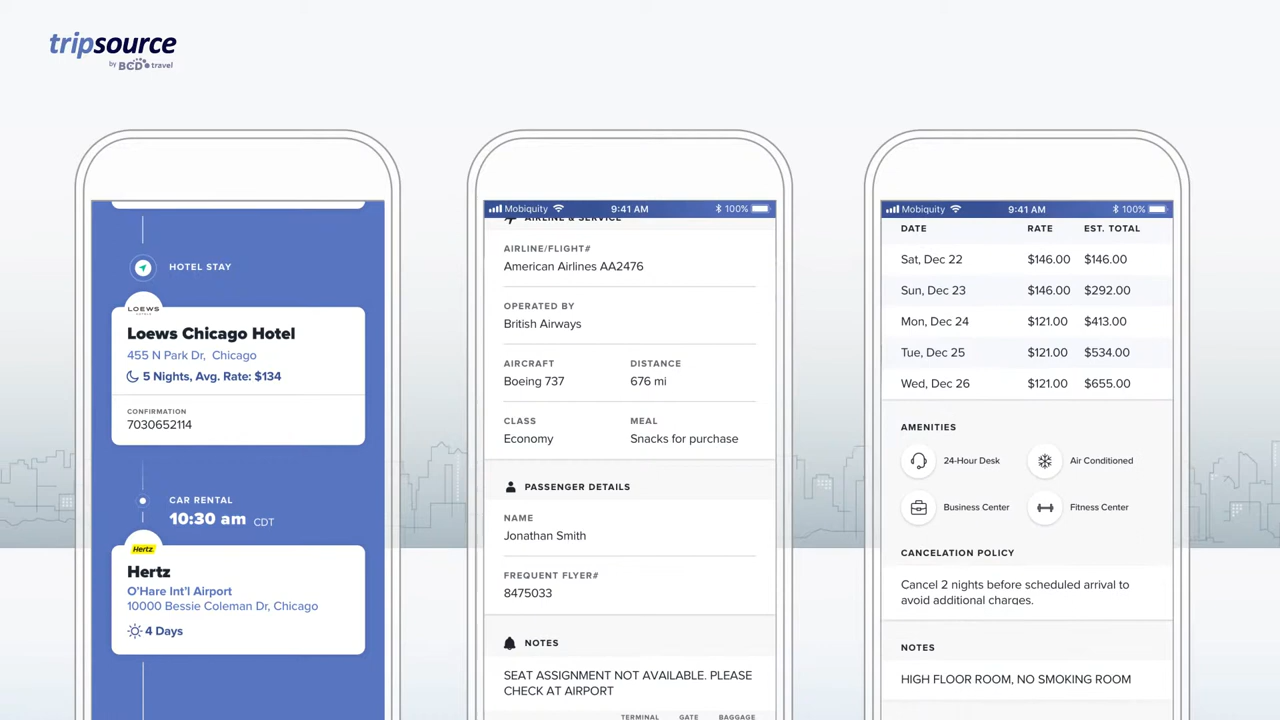 tripsource
by BCD travel
HOTEL STAY
LOEWS
HOTELS
Loews Chicago Hotel
455 N Park Dr, Chicago
5 Nights, Avg. Rate: $134
CONFIRMATION
7030652114
CAR RENTAL
10:30 am CDT
Hertz
Hertz
O'Hare Int'l Airport
10000 Bessie Coleman Dr, Chicago
4 Days
Mobiquity 9:41 AM 100%
AIRLINE & SERVICE
AIRLINE/FLIGHT#
American Airlines AA2476
OPERATED BY
British Airways
AIRCRAFT DISTANCE
Boeing 737 676 mi
CLASS MEAL
Economy Snacks for purchase
PASSENGER DETAILS
NAME
Jonathan Smith
FREQUENT FLYER#
8475033
NOTES
SEAT ASSIGNMENT NOT AVAILABLE. PLEASE
CHECK AT AIRPORT
TERMINAL GATE BAGGAGE
Mobiquity 9:41 AM 100%
DATE RATE EST. TOTAL
Sat, Dec 22 $146.00 $146.00
Sun, Dec 23 $146.00 $292.00
Mon, Dec 24 $121.00 $413.00
Tue, Dec 25 $121.00 $534.00
Wed, Dec 26 $121.00 $655.00
AMENITIES
24-Hour Desk Air Conditioned
Business Center Fitness Center
CANCELATION POLICY
Cancel 2 nights before scheduled arrival to
avoid additional charges.
NOTES
HIGH FLOOR ROOM, NO SMOKING ROOM